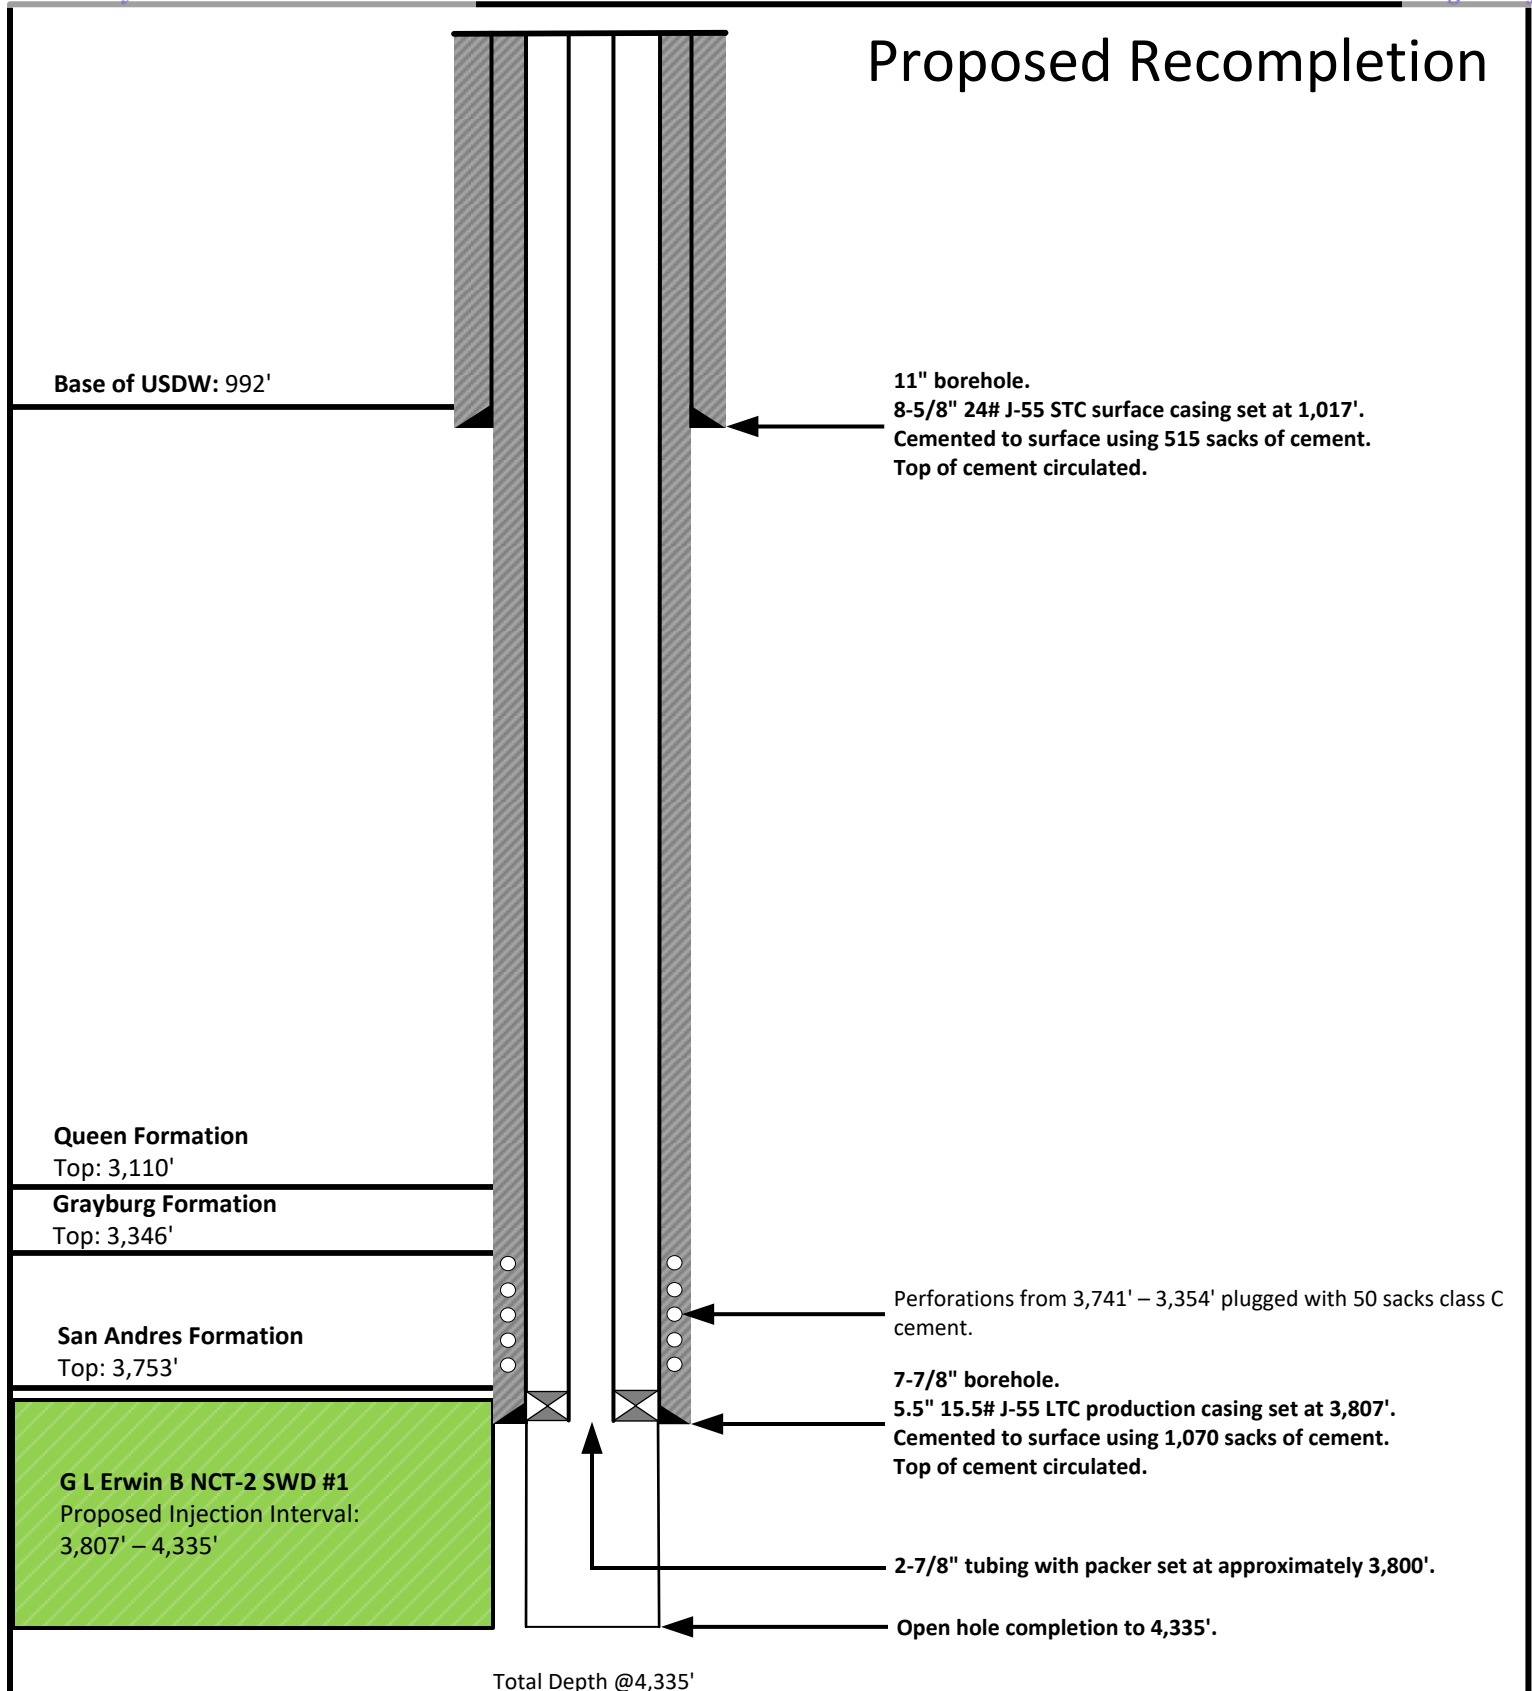 Proposed Recompletion
Base of USDW: 992'
11" borehole.
8-5/8" 24# J-55 STC surface casing set at 1,017'.
Cemented to surface using 515 sacks of cement.
Top of cement circulated.
Queen Formation
Top: 3,110'
Grayburg Formation
Top: 3,346'
Perforations from 3,741' – 3,354' plugged with 50 sacks class C
cement.
San Andres Formation
Top: 3,753'
7-7/8" borehole.
5.5" 15.5# J-55 LTC production casing set at 3,807'.
Cemented to surface using 1,070 sacks of cement.
Top of cement circulated.
G L Erwin B NCT-2 SWD #1
Proposed Injection Interval:
3,807' – 4,335'
2-7/8" tubing with packer set at approximately 3,800'.
Open hole completion to 4,335'.
Total Depth @4,335'